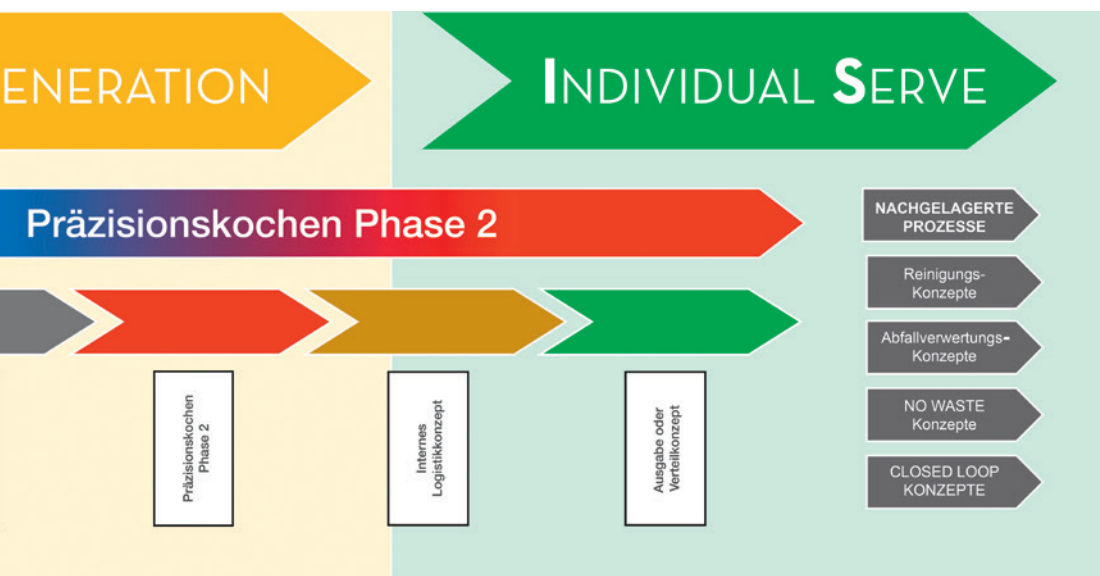 ENERATION
INDIVIDUAL SERVE
Präzisionskochen Phase 2
NACHGELAGERTE
PROZESSE
Reinigungs-
Konzepte
Abfallverwertungs-
Konzepte
NO WASTE
Konzepte
CLOSED LOOP
KONZEPTE
Präzisionskochen
Phase 2
Internes
Logistikkonzept
Ausgabe oder
Verteilkonzept